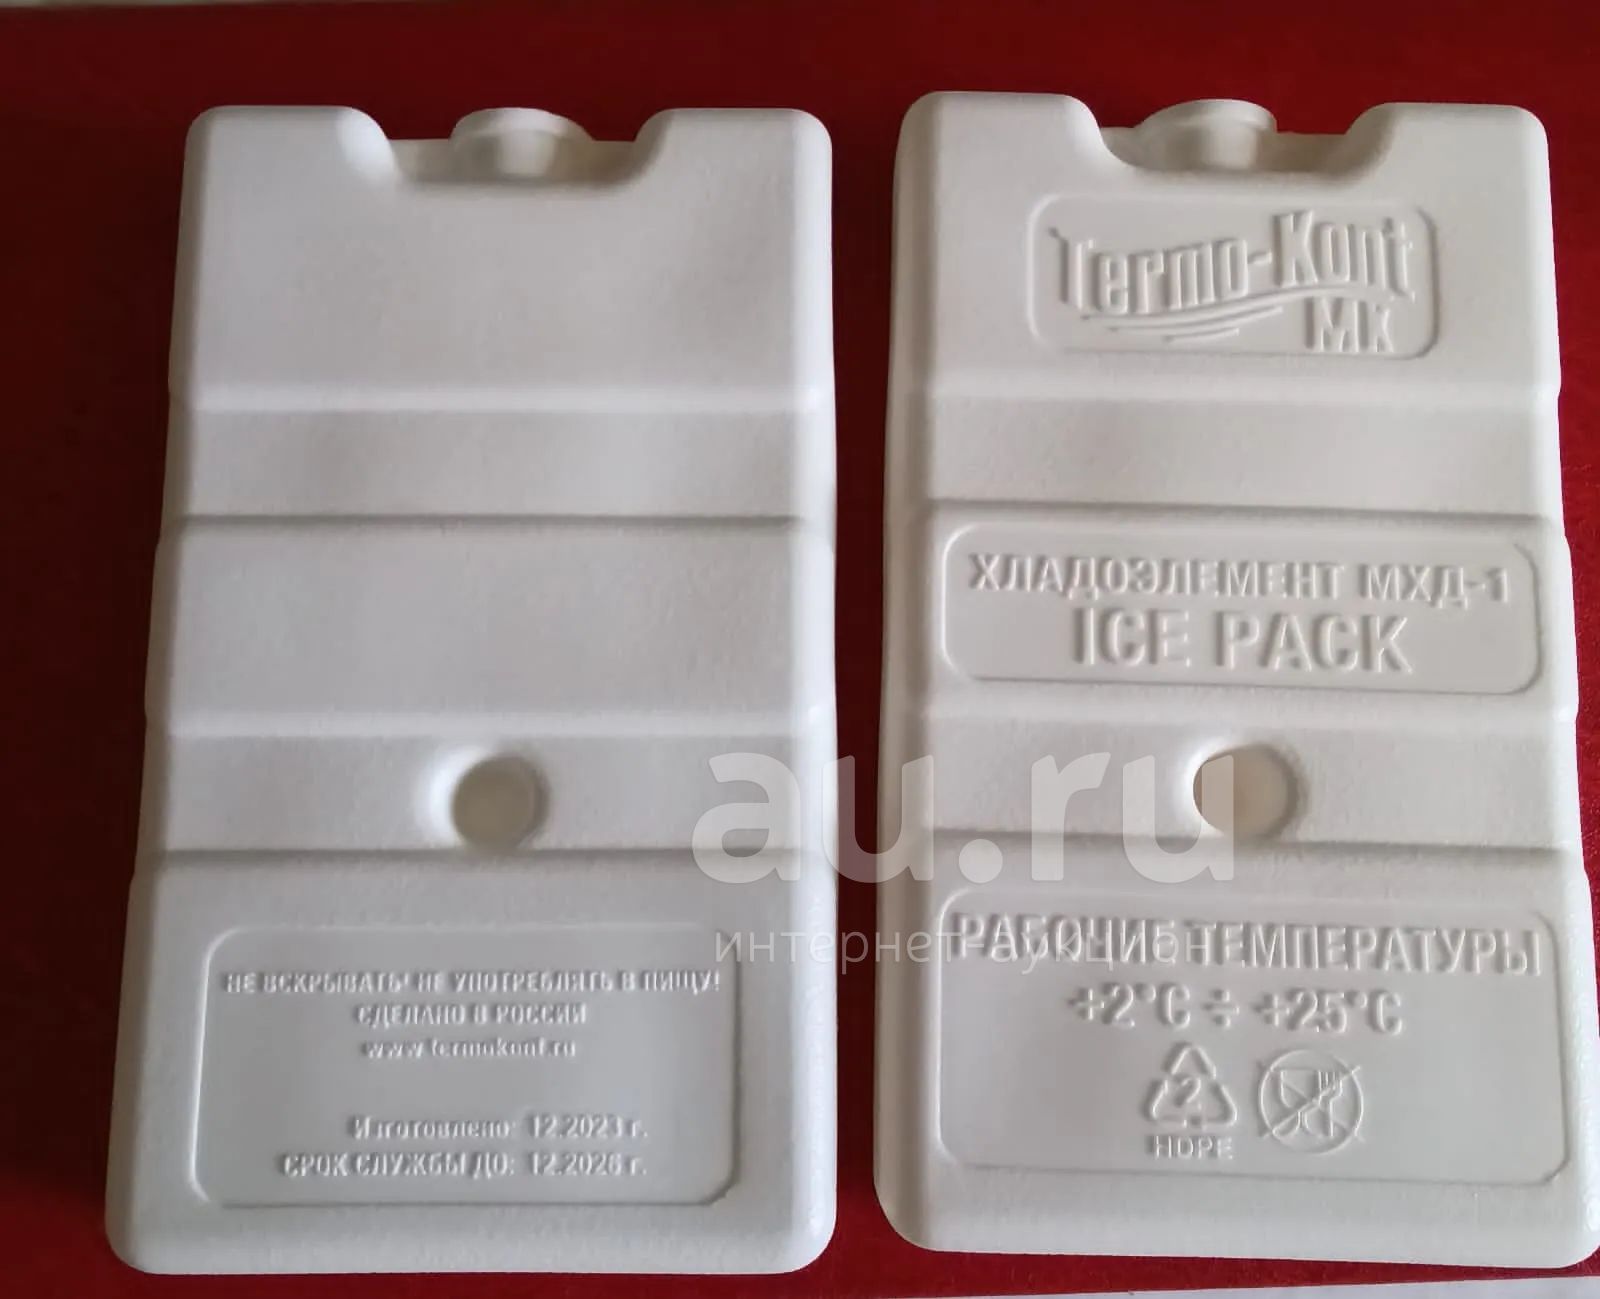 Termo-Kont
МК
ХЛАДОЭЛЕМЕНТ МХД-1
ICE PACK
РАБОЧИЕ ТЕМПЕРАТУРЫ
+2°C ÷ +25°C
2
HDPE
НЕ ВСКРЫВАТЬ! НЕ УПОТРЕБЛЯТЬ В ПИЩУ!
СДЕЛАНО В РОССИИ
www.termokont.ru
Изготовлено: 12.2023 г.
СРОК СЛУЖБЫ ДО: 12.2026 г.
au.ru
интернет-аукцион